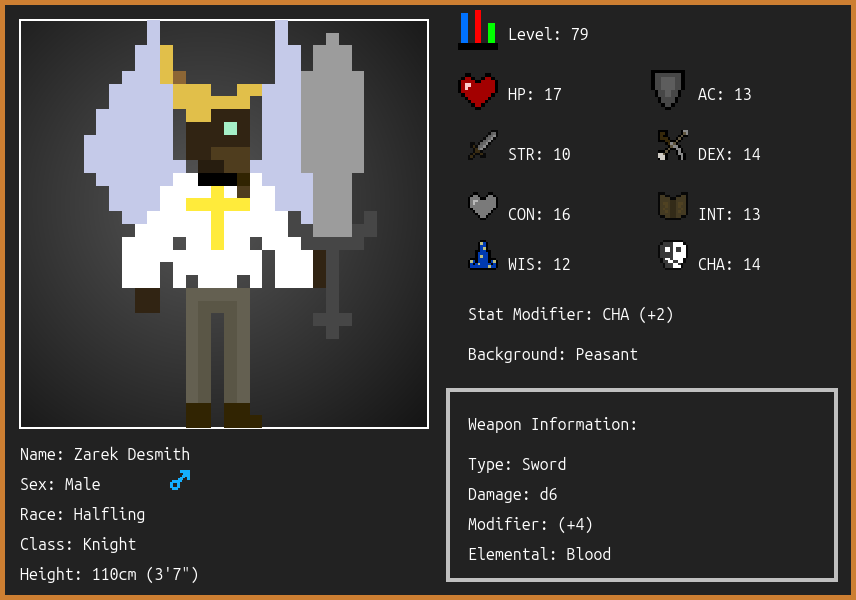 Level: 79
HP: 17
AC: 13
STR: 10
DEX: 14
CON: 16
INT: 13
WIS: 12
CHA: 14
Stat Modifier: CHA (+2)
Background: Peasant
Name: Zarek Desmith
Sex: Male
Race: Halfling
Class: Knight
Height: 110cm (3'7")
Weapon Information:
Type: Sword
Damage: d6
Modifier: (+4)
Elemental: Blood